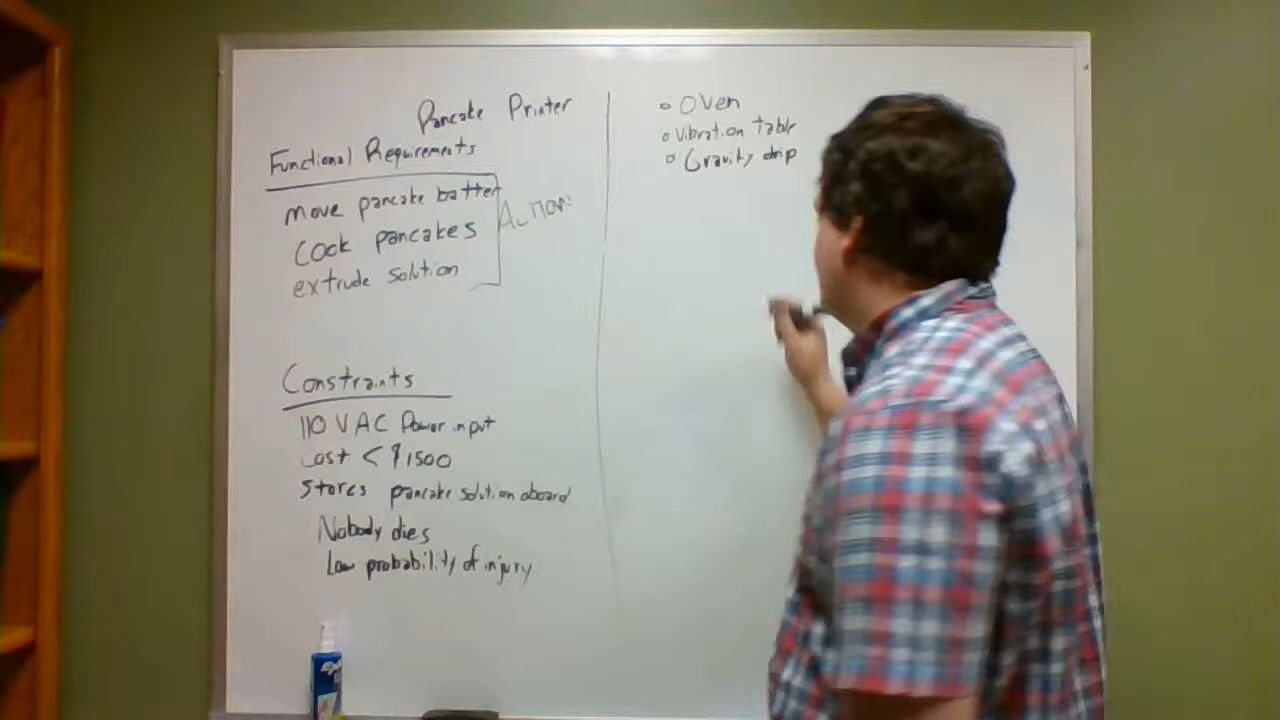 Pancake Printer
Functional Requirements
move pancake batter
Cook pancakes
extrude solution
Actions
Constraints
110 VAC Power input
Cost < $1500
Stores pancake solution aboard
Nobody dies
Low probability of injury
Oven
Vibration Table
Gravity drip